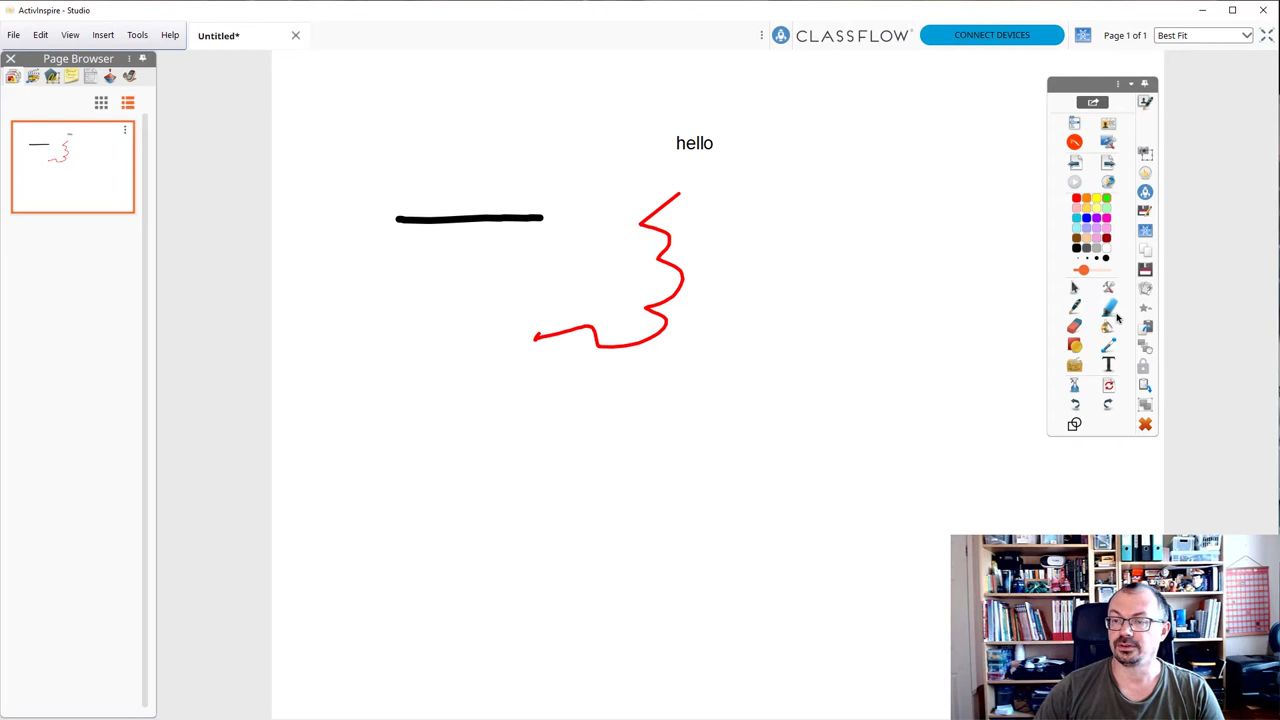 ActivInspire - Studio
File Edit View Insert Tools Help
Untitled*
CLASSFLOW
CONNECT DEVICES
Page 1 of 1
Best Fit
Page Browser
hello
T